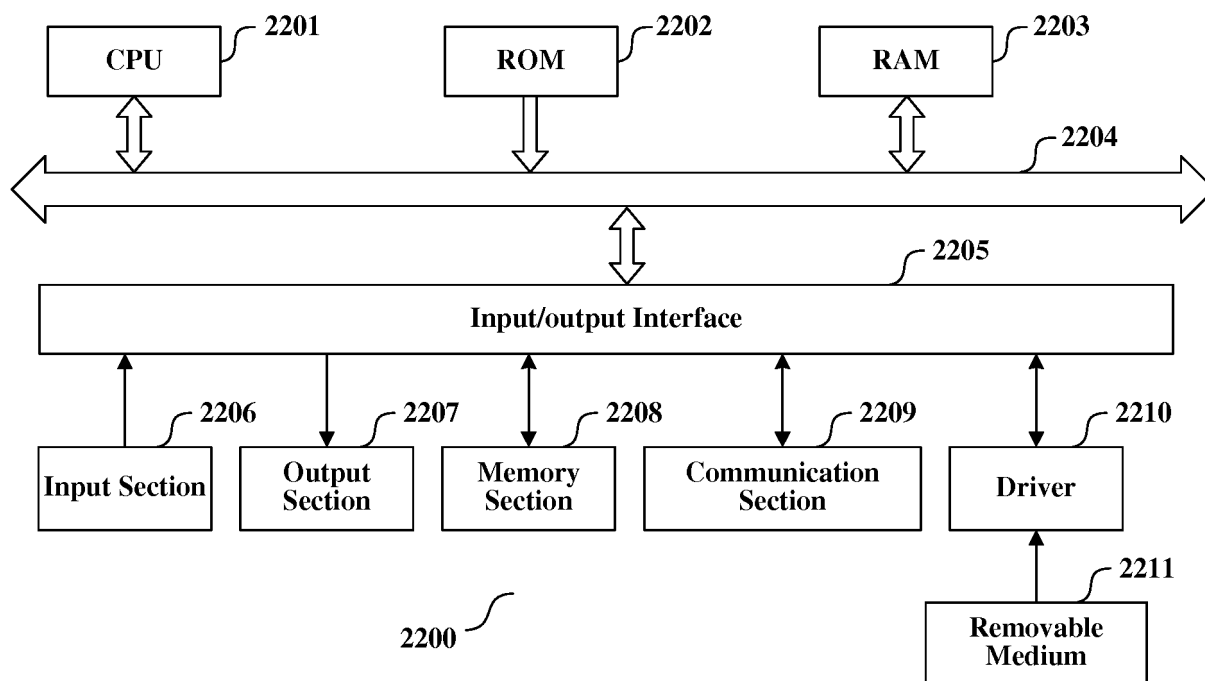 2201
2202
2203
CPU
ROM
RAM
2204
2205
Input/output Interface
2206
2207
2208
2209
2210
Input Section
Output
Section
Memory
Section
Communication
Section
Driver
2211
2200
Removable
Medium